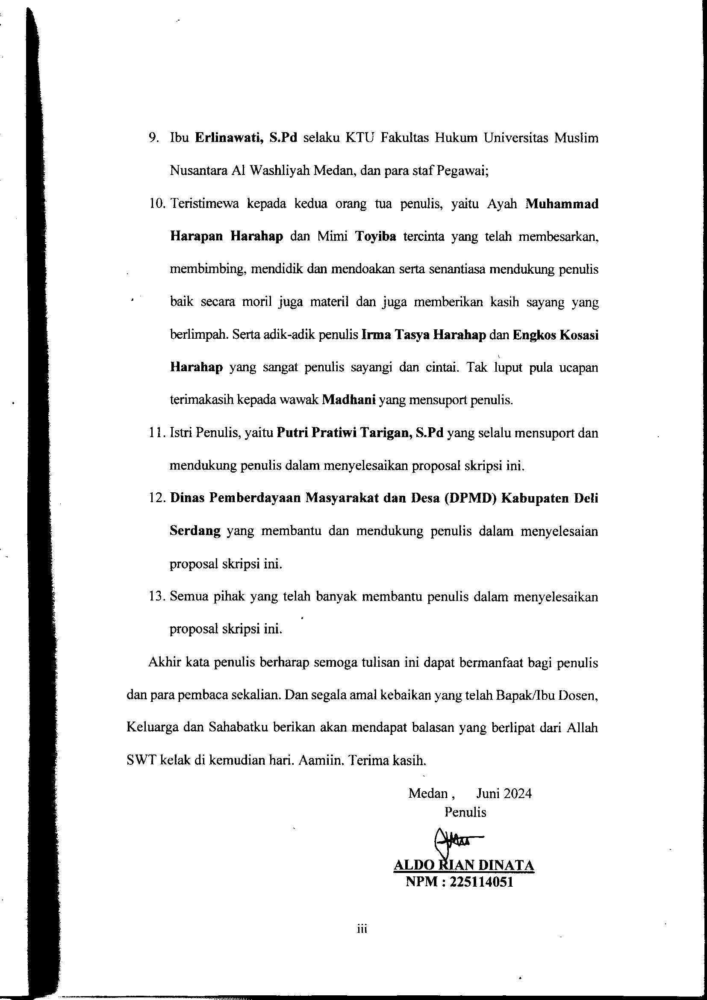 9. Ibu Erlinawati, S.Pd selaku KTU Fakultas Hukum Universitas Muslim
Nusantara Al Washliyah Medan, dan para staf Pegawai;
10. Teristimewa kepada kedua orang tua penulis, yaitu Ayah Muhammad
Harapan Harahap dan Mimi Toyiba tercinta yang telah membesarkan,
membimbing, mendidik dan mendoakan serta senantiasa mendukung penulis
baik secara moril juga materil dan juga memberikan kasih sayang yang
berlimpah. Serta adik-adik penulis Irma Tasya Harahap dan Engkos Kosasi
Harahap yang sangat penulis sayangi dan cintai. Tak luput pula ucapan
terimakasih kepada wawak Madhani yang mensuport penulis.
11. Istri Penulis, yaitu Putri Pratiwi Tarigan, S.Pd yang selalu mensuport dan
mendukung penulis dalam menyelesaikan proposal skripsi ini.
12. Dinas Pemberdayaan Masyarakat dan Desa (DPMD) Kabupaten Deli
Serdang yang membantu dan mendukung penulis dalam menyelesaian
proposal skripsi ini.
13. Semua pihak yang telah banyak membantu penulis dalam menyelesaikan
proposal skripsi ini.
Akhir kata penulis berharap semoga tulisan ini dapat bermanfaat bagi penulis
dan para pembaca sekalian. Dan segala amal kebaikan yang telah Bapak/Ibu Dosen,
Keluarga dan Sahabatku berikan akan mendapat balasan yang berlipat dari Allah
SWT kelak di kemudian hari. Aamiin. Terima kasih.
Medan , Juni 2024
Penulis
ALDO RIAN DINATA
NPM : 225114051
iii